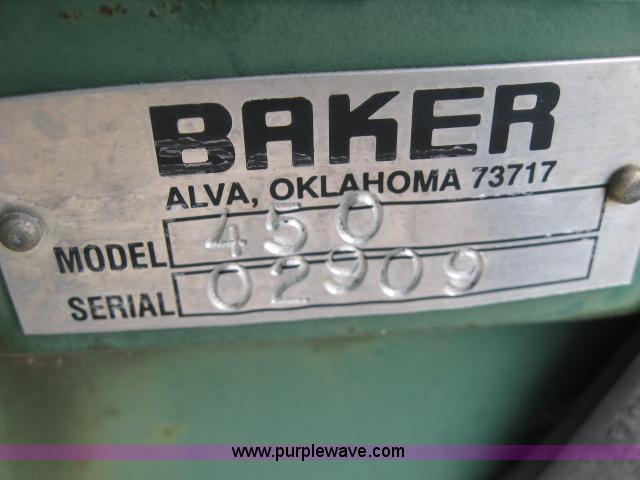 BAKER
ALVA, OKLAHOMA 73717
MODEL 450
SERIAL 02909
www.purplewave.com